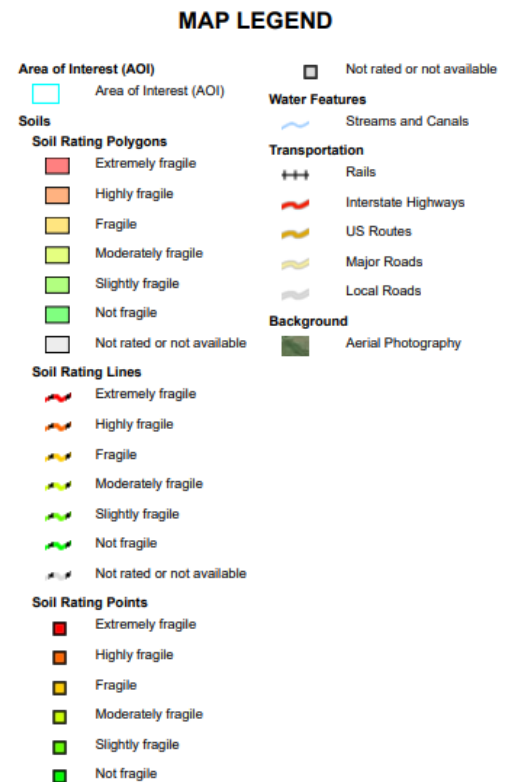 MAP LEGEND
Area of Interest (AOI)
Area of Interest (AOI)
Soils
Soil Rating Polygons
Extremely fragile
Highly fragile
Fragile
Moderately fragile
Slightly fragile
Not fragile
Not rated or not available
Soil Rating Lines
Extremely fragile
Highly fragile
Fragile
Moderately fragile
Slightly fragile
Not fragile
Not rated or not available
Soil Rating Points
Extremely fragile
Highly fragile
Fragile
Moderately fragile
Slightly fragile
Not fragile
Not rated or not available
Water Features
Streams and Canals
Transportation
Rails
Interstate Highways
US Routes
Major Roads
Local Roads
Background
Aerial Photography